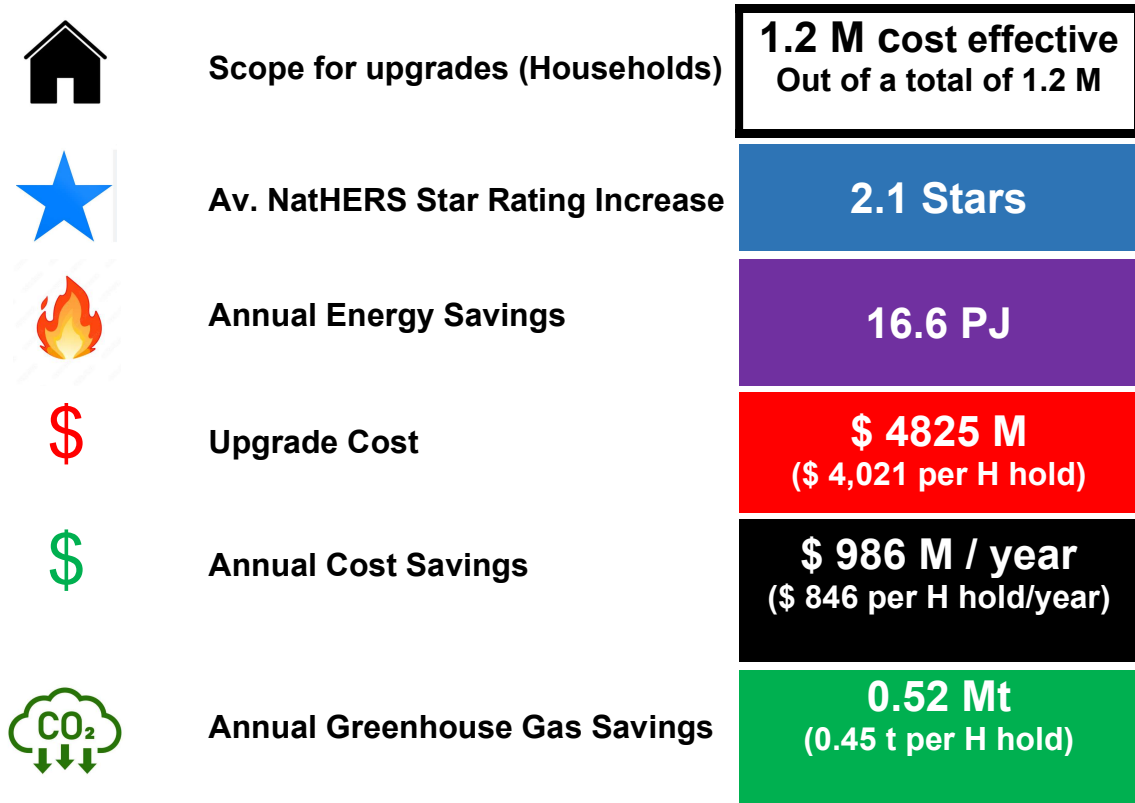 Scope for upgrades (Households)
1.2 M cost effective
Out of a total of 1.2 M
Av. NatHERS Star Rating Increase
2.1 Stars
Annual Energy Savings
16.6 PJ
$
Upgrade Cost
$ 4825 M
($ 4,021 per H hold)
$
Annual Cost Savings
$ 986 M / year
($ 846 per H hold/year)
CO₂
Annual Greenhouse Gas Savings
0.52 Mt
(0.45 t per H hold)